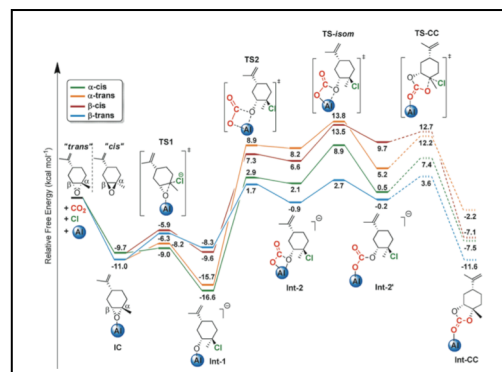 TS2
TS-isom
TS-CC
α-cis
α-trans
β-cis
β-trans
"trans"
"cis"
TS1
Relative Free Energy (kcal mol⁻¹)
+ CO₂
+ Cl
+ Al
8.9
7.3
2.9
1.7
8.2
6.6
2.1
-0.9
13.8
13.5
8.9
2.7
9.7
5.2
0.5
-0.2
12.7
12.2
7.4
3.6
-9.7
-11.0
-5.9
-6.3
-8.2
-9.0
-8.3
-9.6
-15.7
-16.6
-2.2
-7.1
-7.5
-11.6
IC
Int-1
Int-2
Int-2'
Int-CC